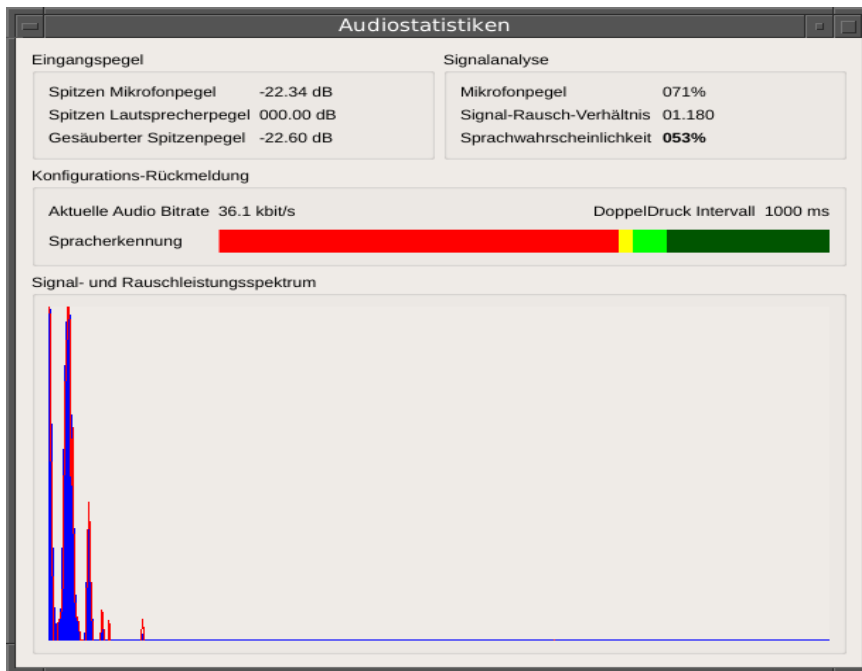 Audiostatistiken
Eingangspegel
Spitzen Mikrofonpegel -22.34 dB
Spitzen Lautsprecherpegel 000.00 dB
Gesäuberter Spitzenpegel -22.60 dB
Signalanalyse
Mikrofonpegel 071%
Signal-Rausch-Verhältnis 01.180
Sprachwahrscheinlichkeit 053%
Konfigurations-Rückmeldung
Aktuelle Audio Bitrate 36.1 kbit/s DoppelDruck Intervall 1000 ms
Spracherkennung
Signal- und Rauschleistungsspektrum